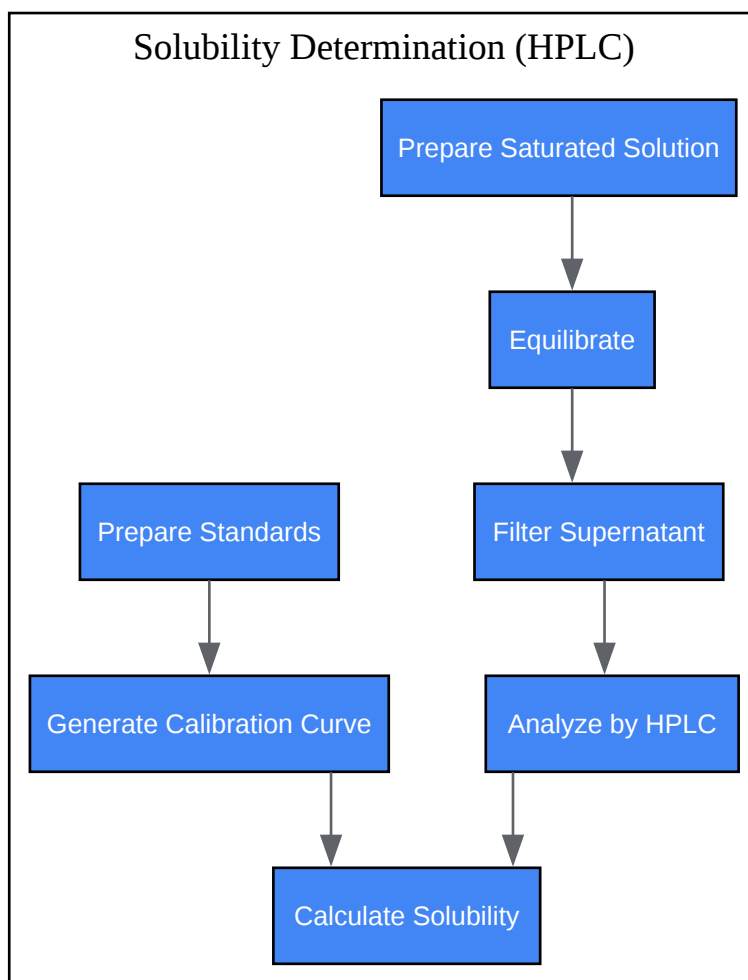 Solubility Determination (HPLC)
Prepare Saturated Solution
Equilibrate
Prepare Standards
Filter Supernatant
Generate Calibration Curve
Analyze by HPLC
Calculate Solubility